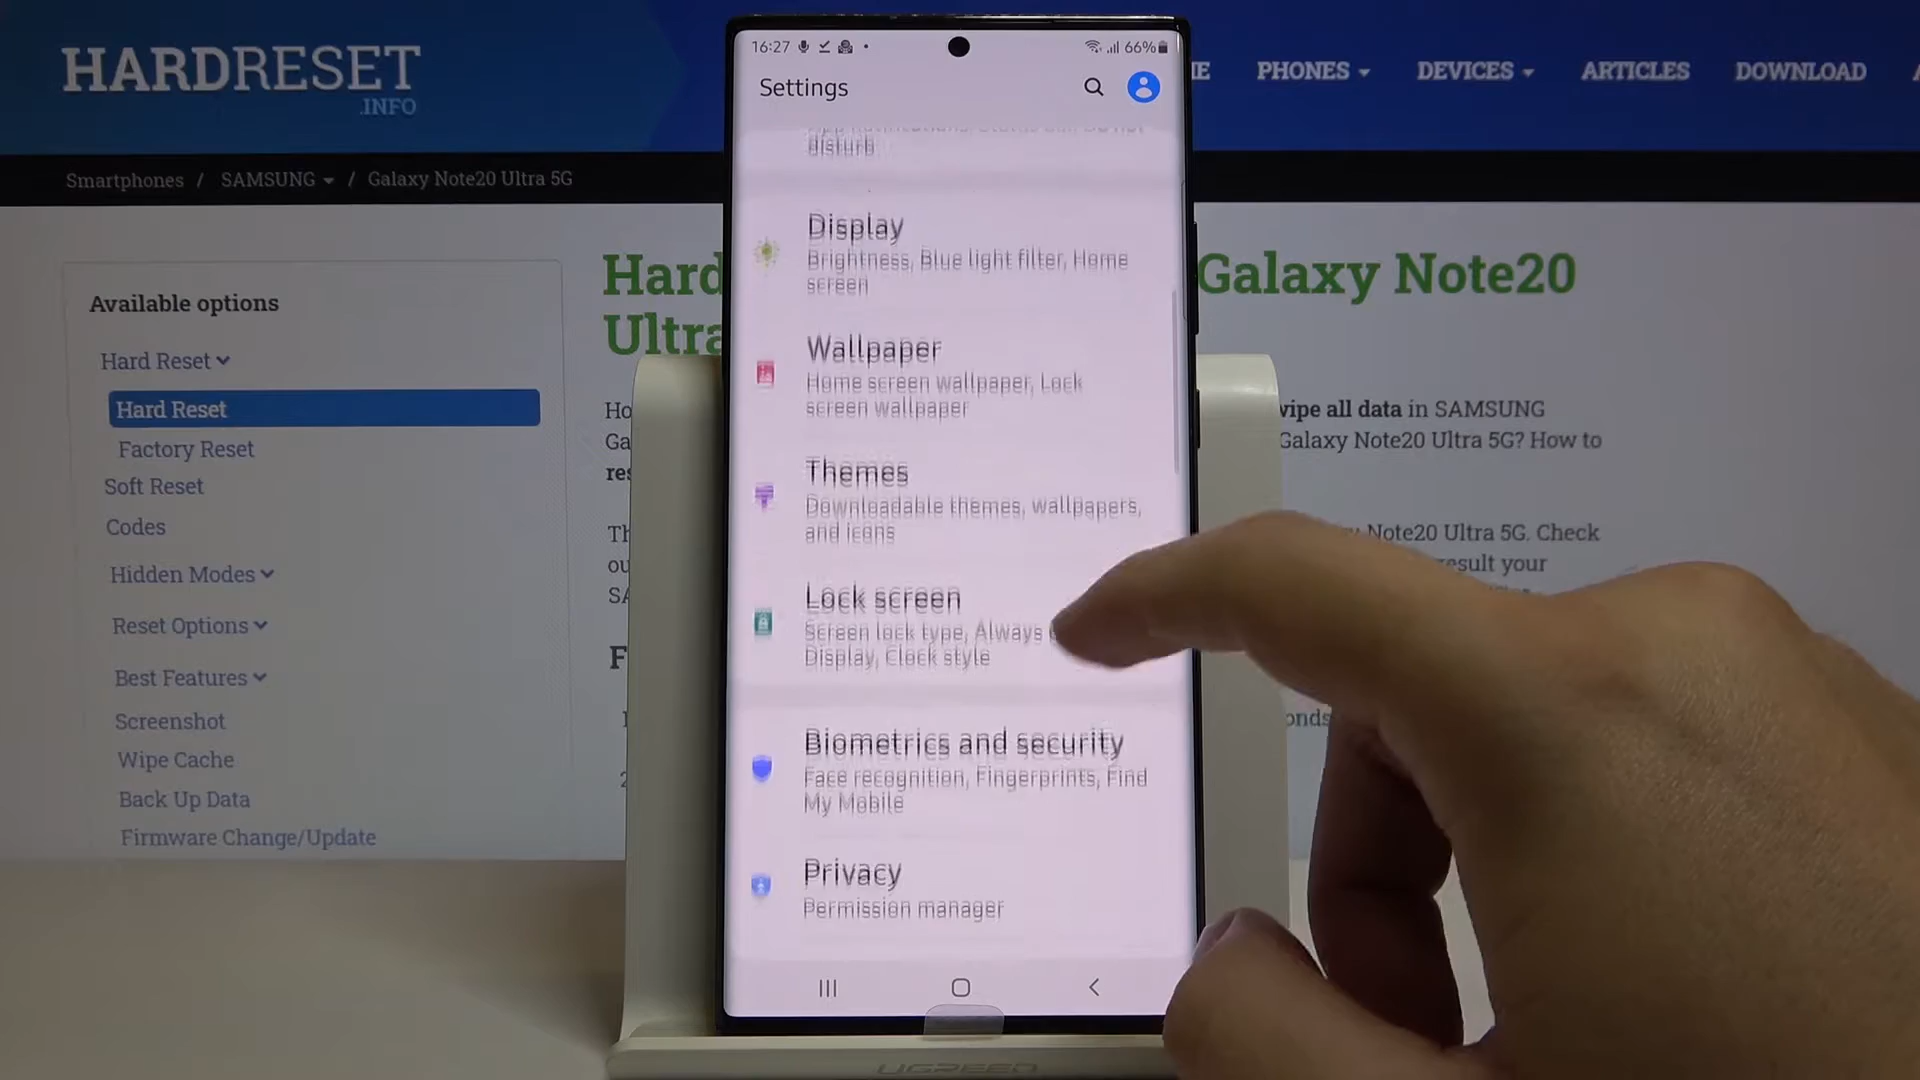 HARDRESET
.INFO
PHONES
DEVICES
ARTICLES
DOWNLOAD
Smartphones / SAMSUNG / Galaxy Note20 Ultra 5G
Available options
Hard Reset
Hard Reset
Factory Reset
Soft Reset
Codes
Hidden Modes
Reset Options
Best Features
Screenshot
Wipe Cache
Back Up Data
Firmware Change/Update
Galaxy Note20
wipe all data in SAMSUNG
Galaxy Note20 Ultra 5G? How to
Note20 Ultra 5G. Check
result your
16:27
66%
Settings
disturb
Display
Brightness, Blue light filter, Home
screen
Wallpaper
Home screen wallpaper, Lock
screen wallpaper
Themes
Downloadable themes, wallpapers,
and icons
Lock screen
Screen lock type, Always
Display, Clock style
Biometrics and security
Face recognition, Fingerprints, Find
My Mobile
Privacy
Permission manager
UGREEN